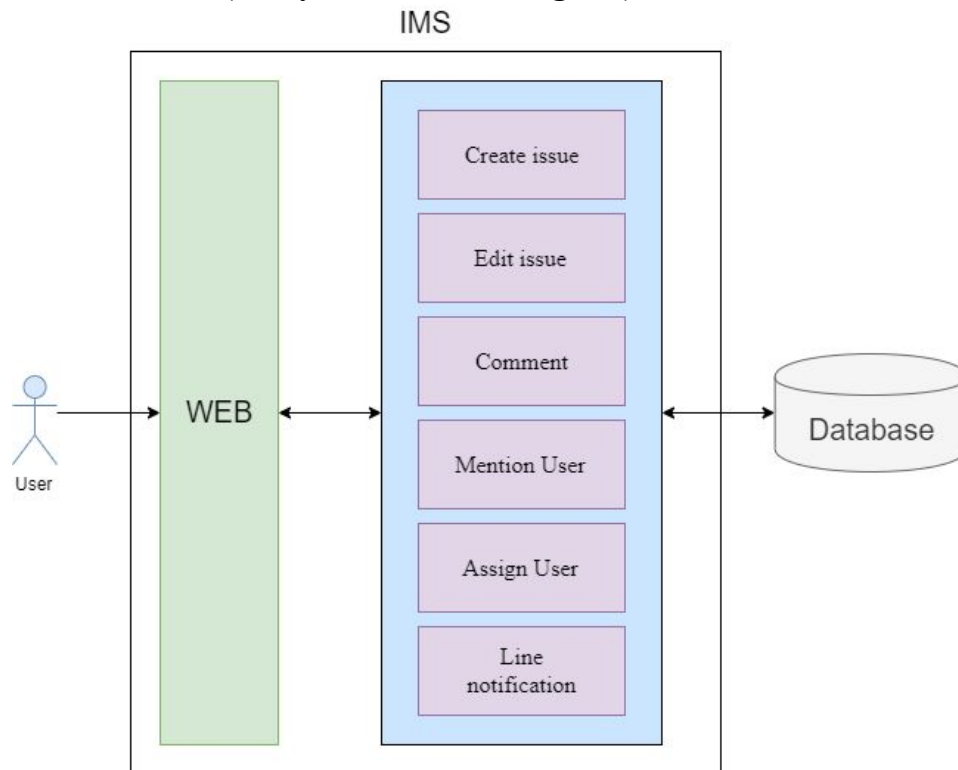 IMS
Create issue
Edit issue
Comment
WEB
Database
Mention User
User
Assign User
Line
notification